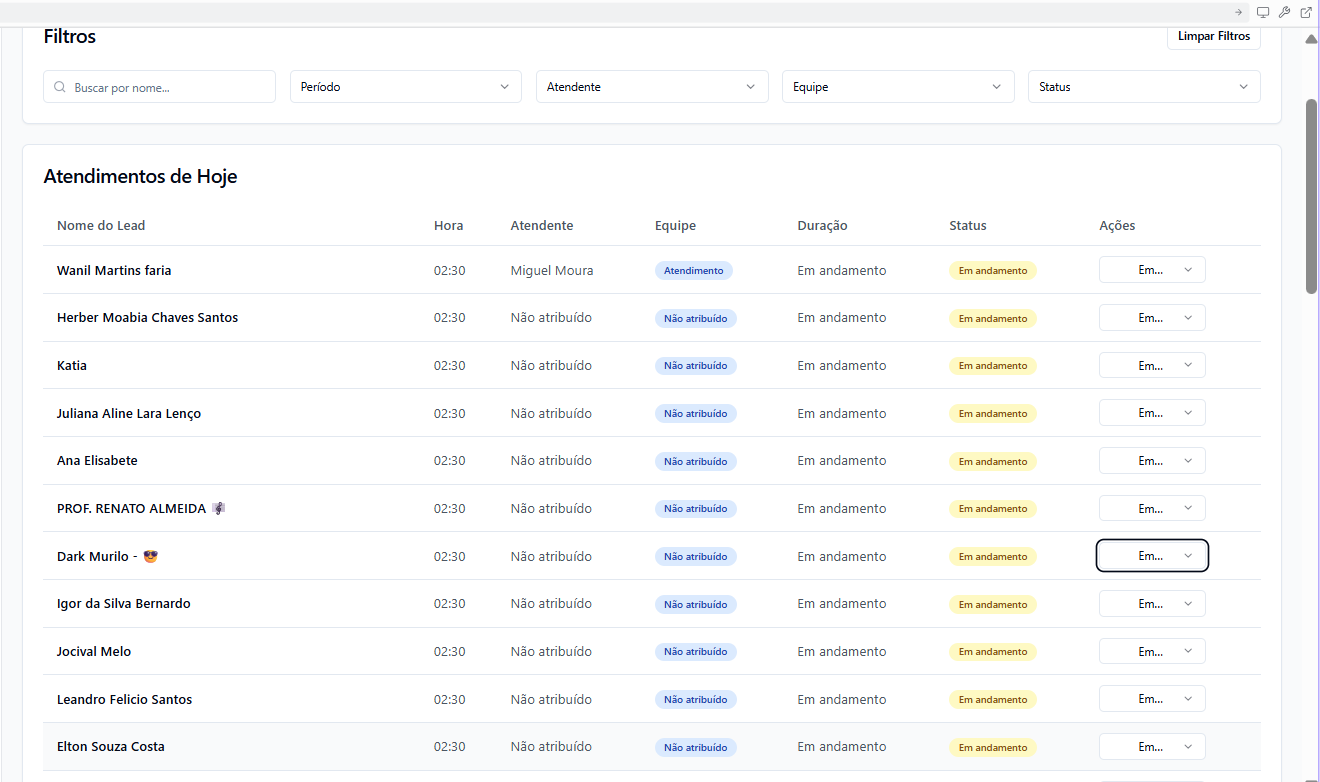 Filtros
Limpar Filtros
Buscar por nome...
Período
Atendente
Equipe
Status
Atendimentos de Hoje
Nome do Lead Hora Atendente Equipe Duração Status Ações
Wanil Martins faria 02:30 Miguel Moura Atendimento Em andamento Em andamento Em...
Herber Moabia Chaves Santos 02:30 Não atribuído Não atribuído Em andamento Em andamento Em...
Katia 02:30 Não atribuído Não atribuído Em andamento Em andamento Em...
Juliana Aline Lara Lenço 02:30 Não atribuído Não atribuído Em andamento Em andamento Em...
Ana Elisabete 02:30 Não atribuído Não atribuído Em andamento Em andamento Em...
PROF. RENATO ALMEIDA 🎼 02:30 Não atribuído Não atribuído Em andamento Em andamento Em...
Dark Murilo - 😎 02:30 Não atribuído Não atribuído Em andamento Em andamento Em...
Igor da Silva Bernardo 02:30 Não atribuído Não atribuído Em andamento Em andamento Em...
Jocival Melo 02:30 Não atribuído Não atribuído Em andamento Em andamento Em...
Leandro Felicio Santos 02:30 Não atribuído Não atribuído Em andamento Em andamento Em...
Elton Souza Costa 02:30 Não atribuído Não atribuído Em andamento Em andamento Em...